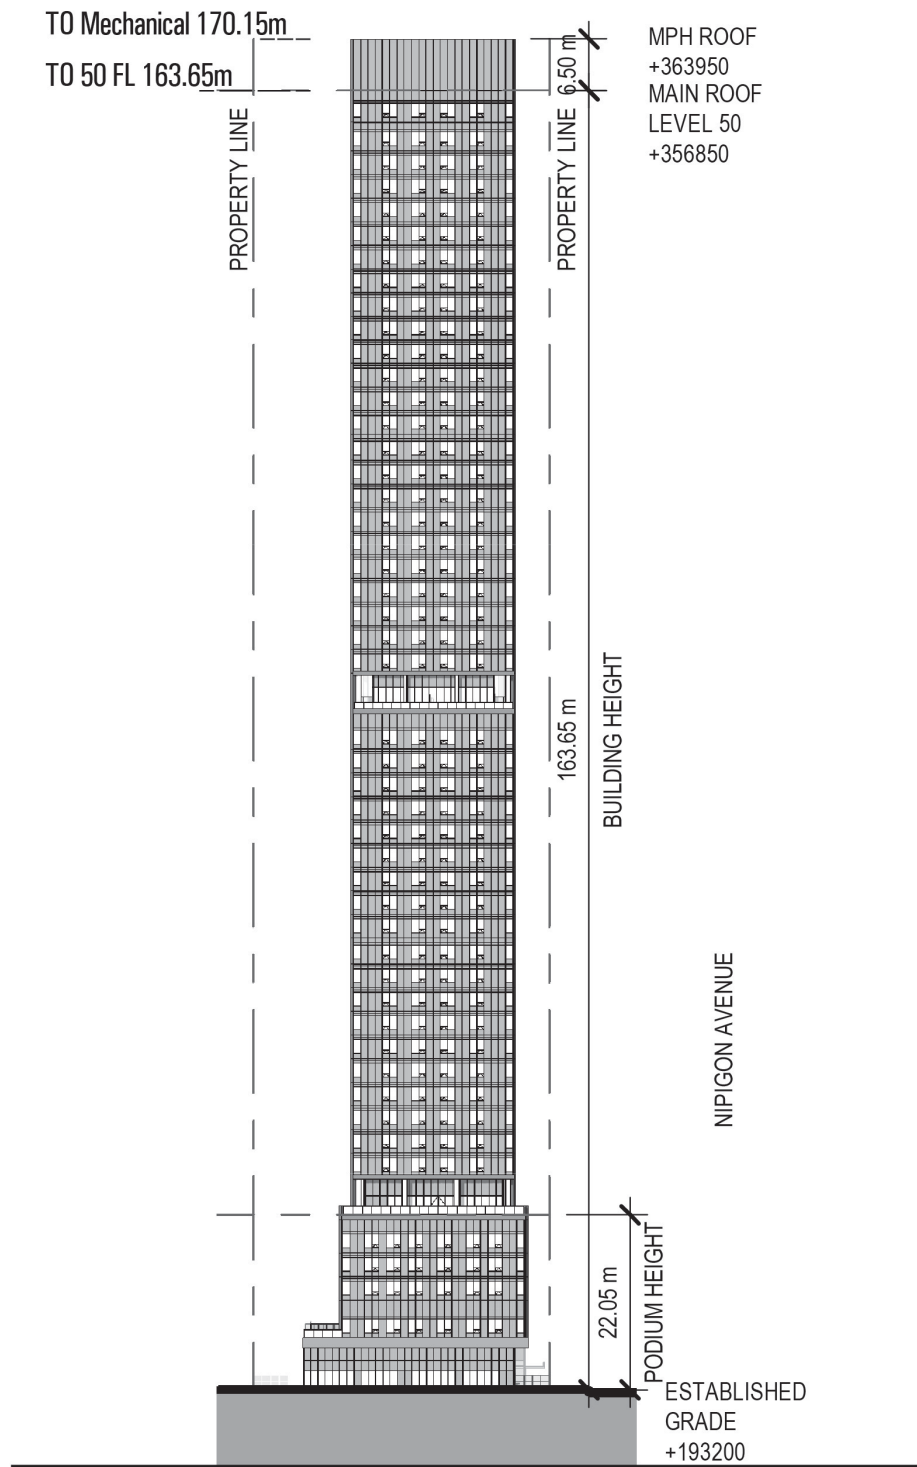 TO Mechanical 170.15m
TO 50 FL 163.65m
6.50 m
MPH ROOF
+363950
MAIN ROOF
LEVEL 50
+356850
PROPERTY LINE
PROPERTY LINE
163.65 m
BUILDING HEIGHT
NIPIGON AVENUE
22.05 m
PODIUM HEIGHT
ESTABLISHED
GRADE
+193200